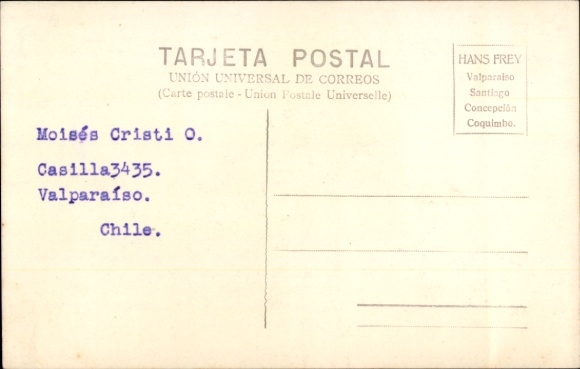 TARJETA POSTAL
UNIÓN UNIVERSAL DE CORREOS
(Carte postale - Union Postale Universelle)
HANS FREY
Valparaiso
Santiago
Concepción
Coquimbo.
Moisés Cristi O.
Casilla3435.
Valparaíso.
Chile.